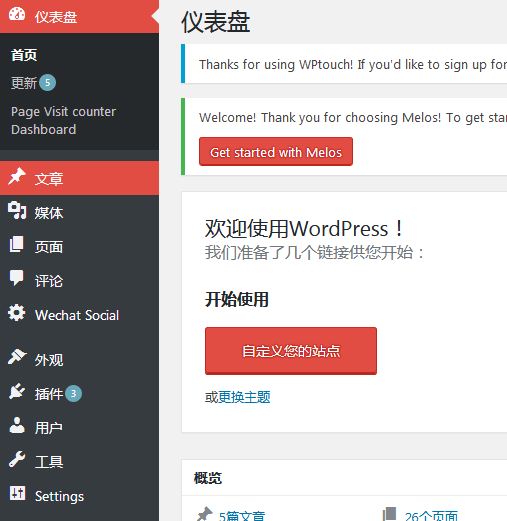 仪表盘
首页
更新 5
Page Visit counter
Dashboard
文章
媒体
页面
评论
Wechat Social
外观
插件 3
用户
工具
Settings
仪表盘
Thanks for using WPtouch! If you'd like to sign up for
Welcome! Thank you for choosing Melos! To get star
Get started with Melos
欢迎使用WordPress！
我们准备了几个链接供您开始：
开始使用
自定义您的站点
或更换主题
概览
5篇文章
26个页面